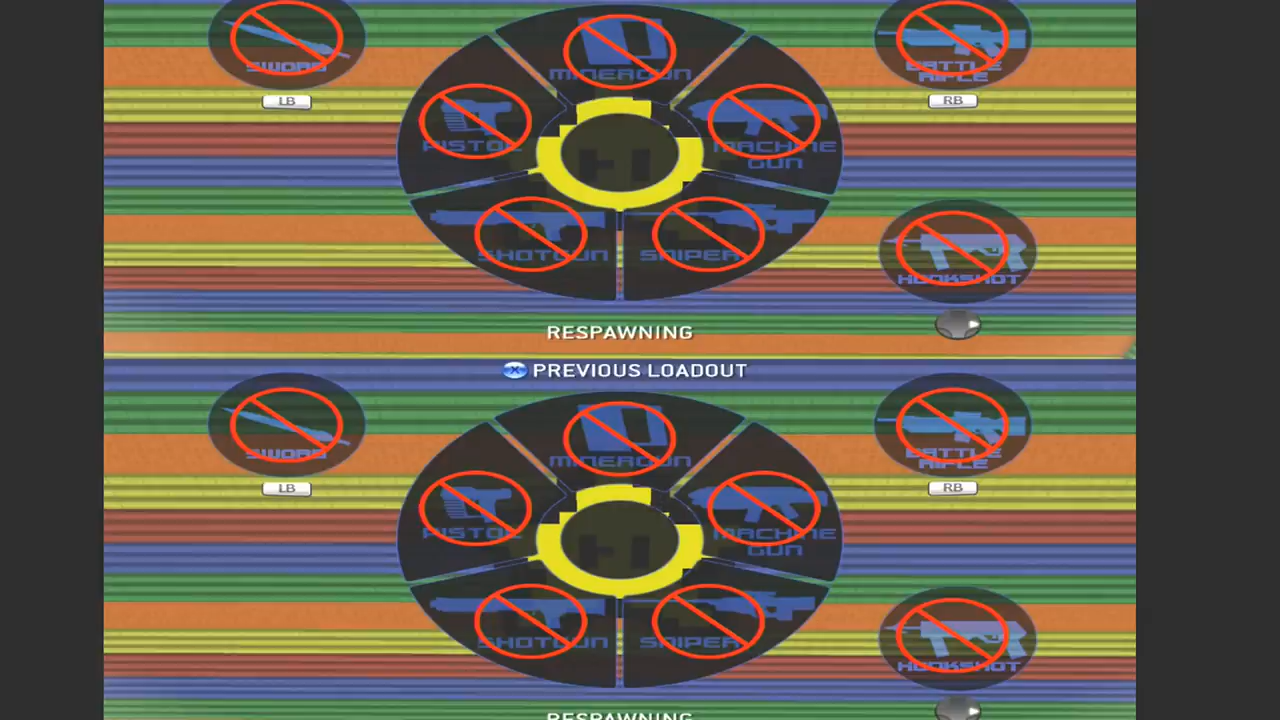 SWORD
LB
MINERGUN
BATTLE
RIFLE
RB
PISTOL
MACHINE
GUN
SHOTGUN
SNIPER
HOOKSHOT
RESPAWNING
X PREVIOUS LOADOUT
SWORD
LB
MINERGUN
BATTLE
RIFLE
RB
PISTOL
MACHINE
GUN
SHOTGUN
SNIPER
HOOKSHOT
RESPAWNING